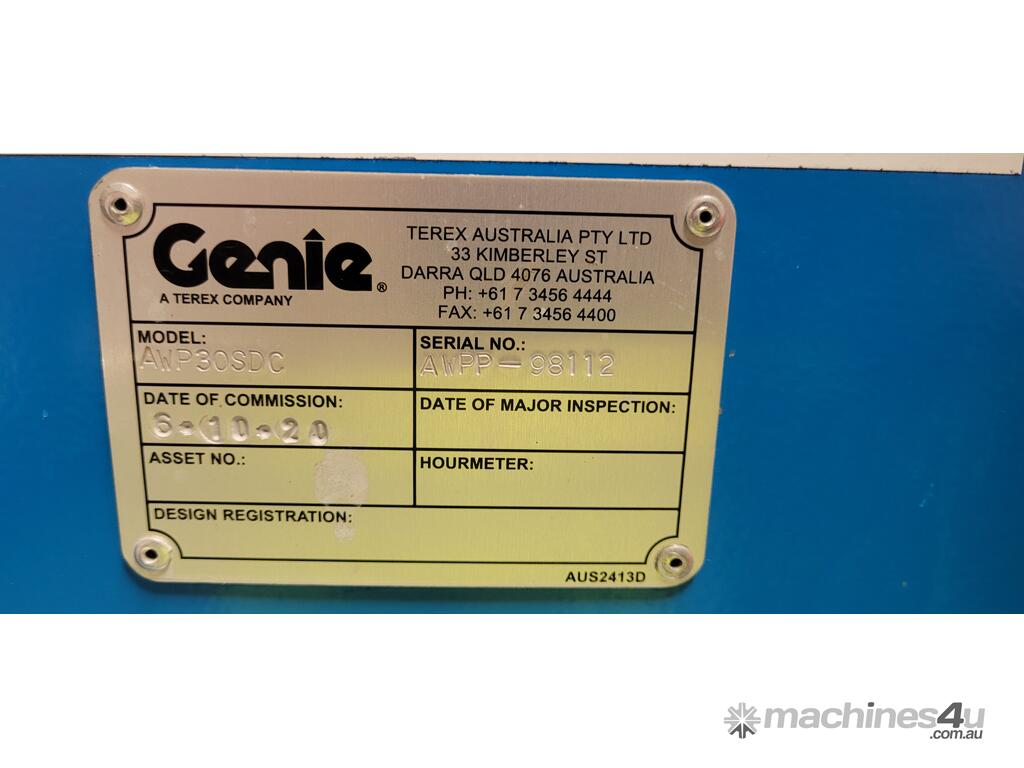 Genie®
A TEREX COMPANY
TEREX AUSTRALIA PTY LTD
33 KIMBERLEY ST
DARRA QLD 4076 AUSTRALIA
PH: +61 7 3456 4444
FAX: +61 7 3456 4400
MODEL:
AWP30SDC
SERIAL NO.:
AWPP-98112
DATE OF COMMISSION:
6-10-20
DATE OF MAJOR INSPECTION:
ASSET NO.:
HOURMETER:
DESIGN REGISTRATION:
AUS2413D
machines4u
.com.au